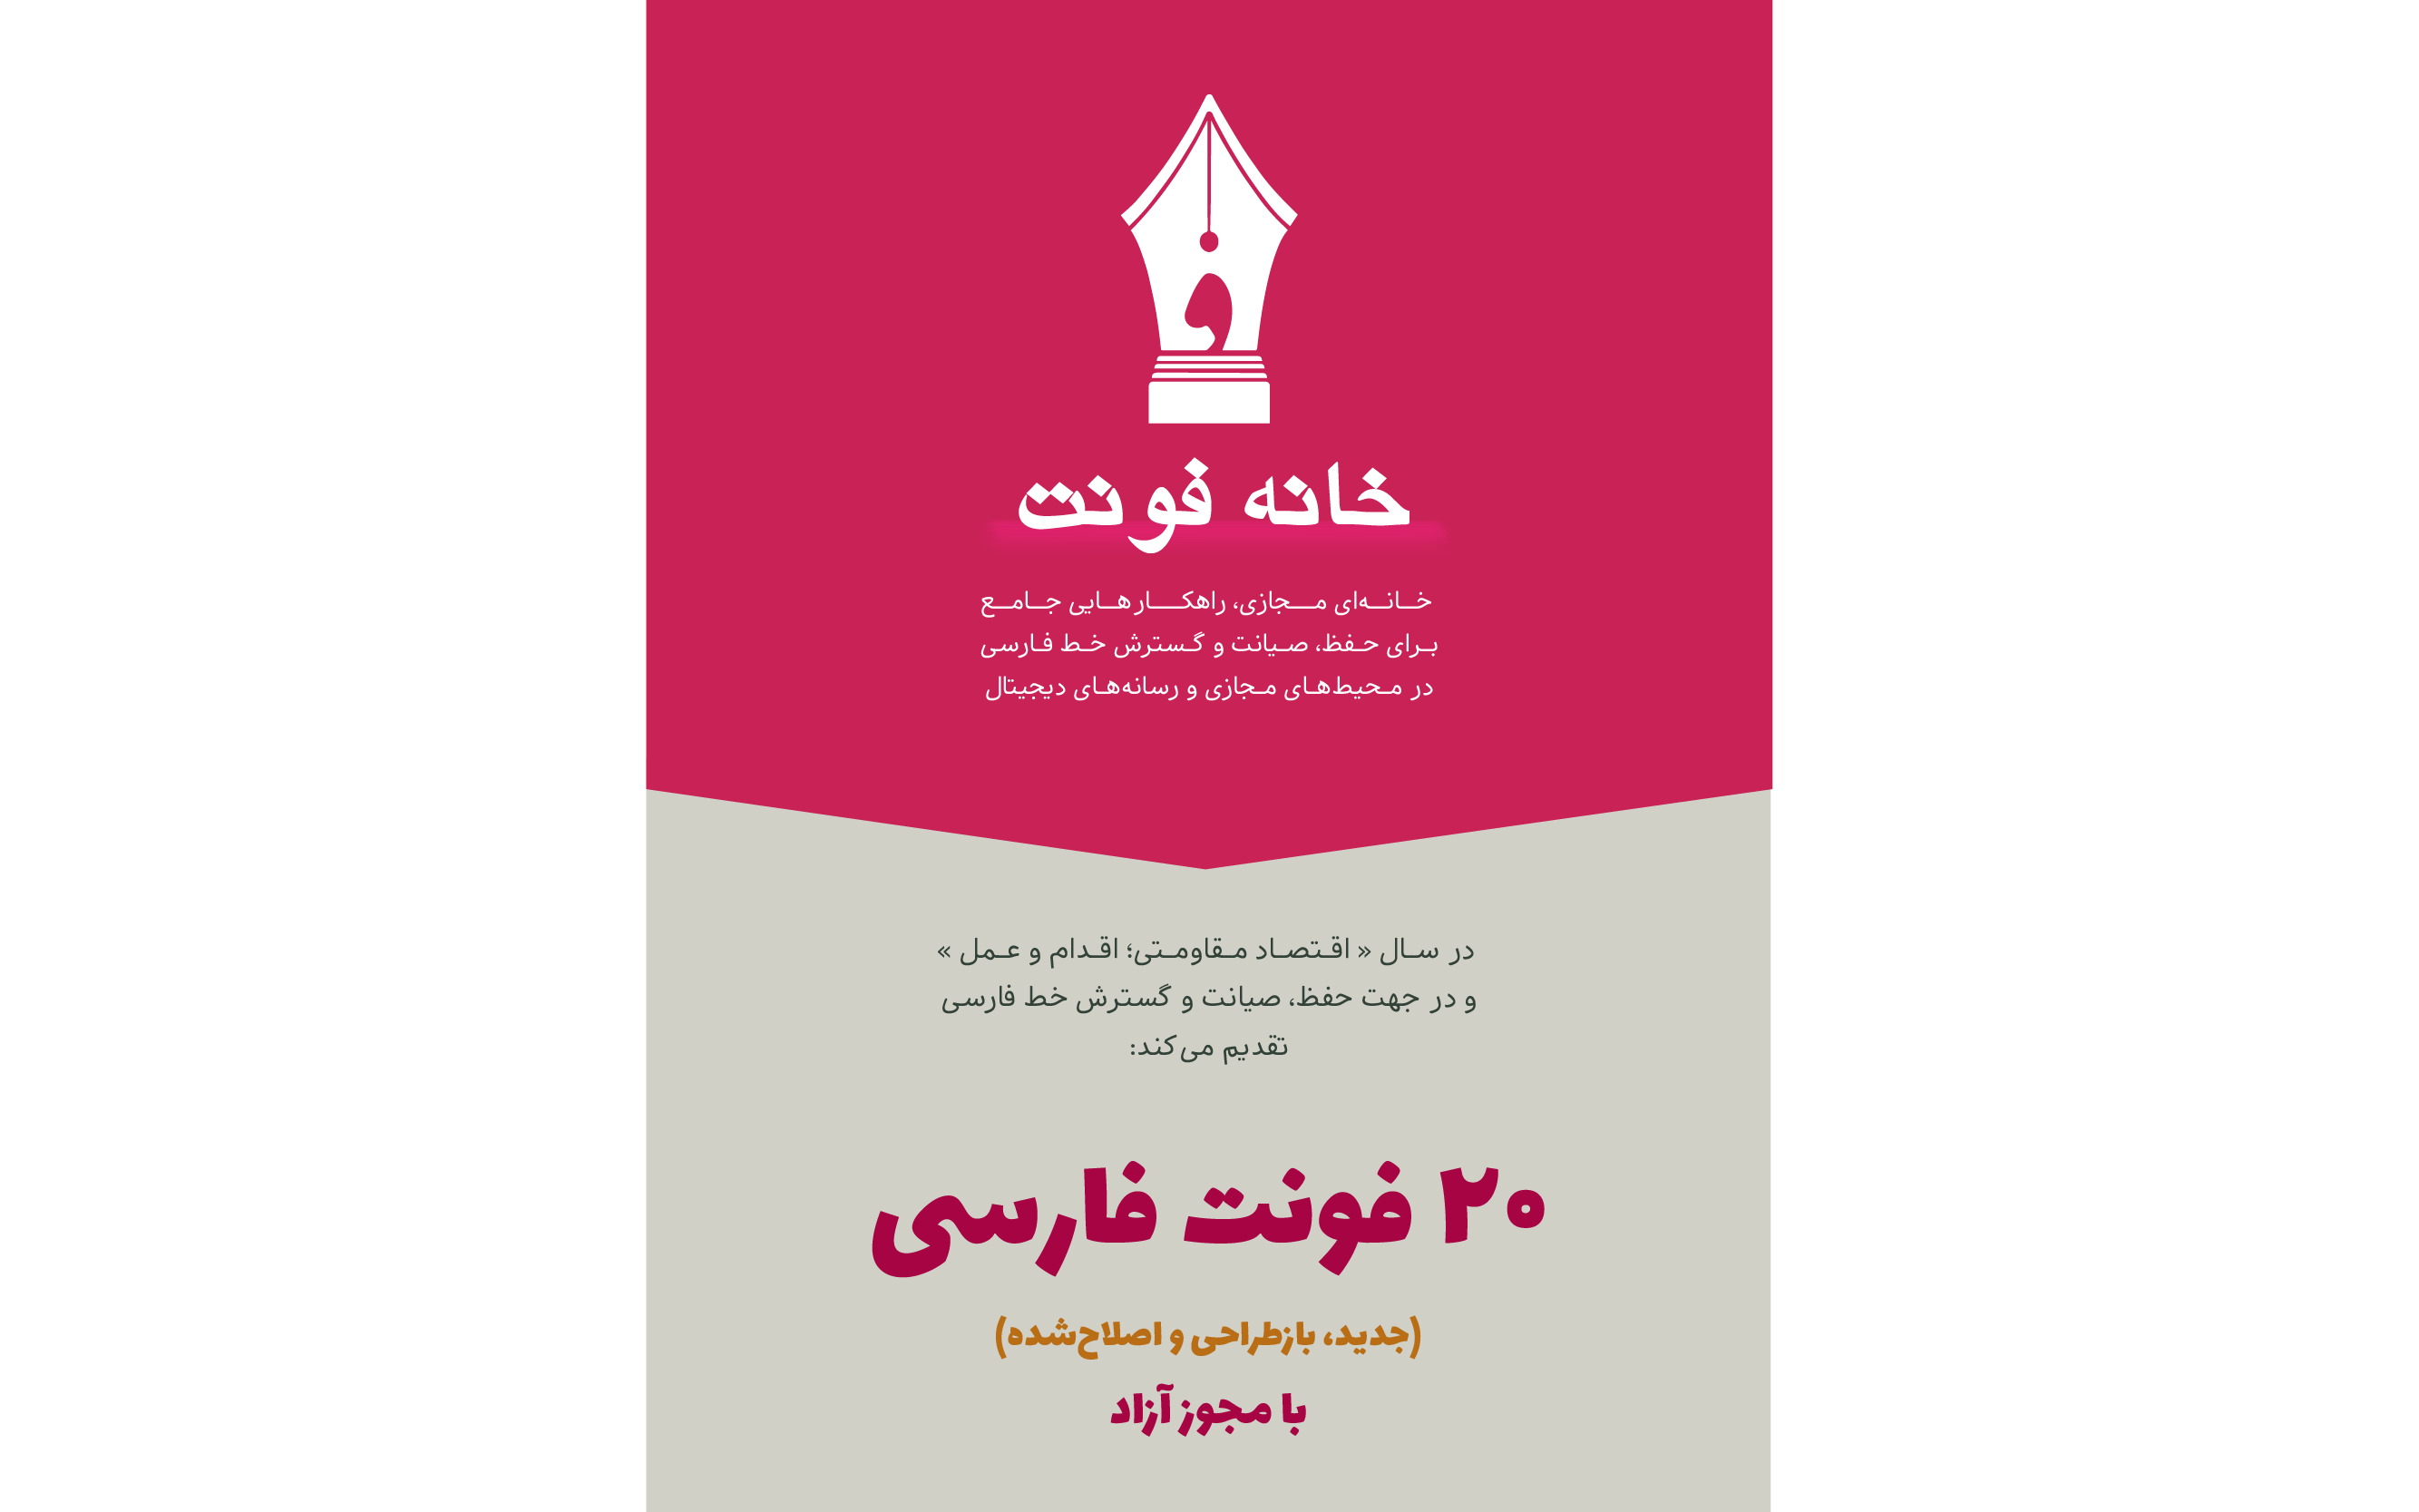 خانه فونت
خانه‌ای مجازی، راهکارهایی جامع
برای حفظ، صیانت و گسترش خط فارسی
در محیط‌های مجازی و رسانه‌های دیجیتال
در سال « اقتصاد مقاومتی؛ اقدام و عمل »
و در جهت حفظ، صیانت و گسترش خط فارسی
تقدیم می‌کند:
۲۰ فونت فارسی
(جدید، بازطراحی و اصلاح‌شده)
با مجوز آزاد